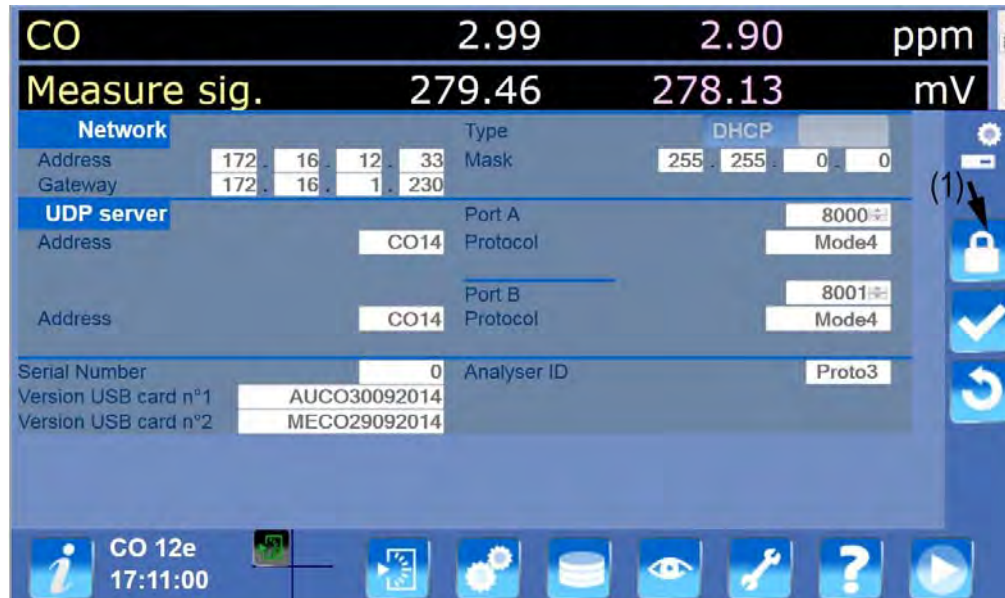 CO 2.99 2.90 ppm
Measure sig. 279.46 278.13 mV
Network Type DHCP
Address 172 . 16 . 12 . 33 Mask 255 . 255 . 0 . 0
Gateway 172 . 16 . 1 . 230
(1)
UDP server Port A 8000
Address CO14 Protocol Mode4
Port B 8001
Address CO14 Protocol Mode4
Serial Number 0 Analyser ID Proto3
Version USB card n°1 AUCO30092014
Version USB card n°2 MECO29092014
i CO 12e ?
17:11:00